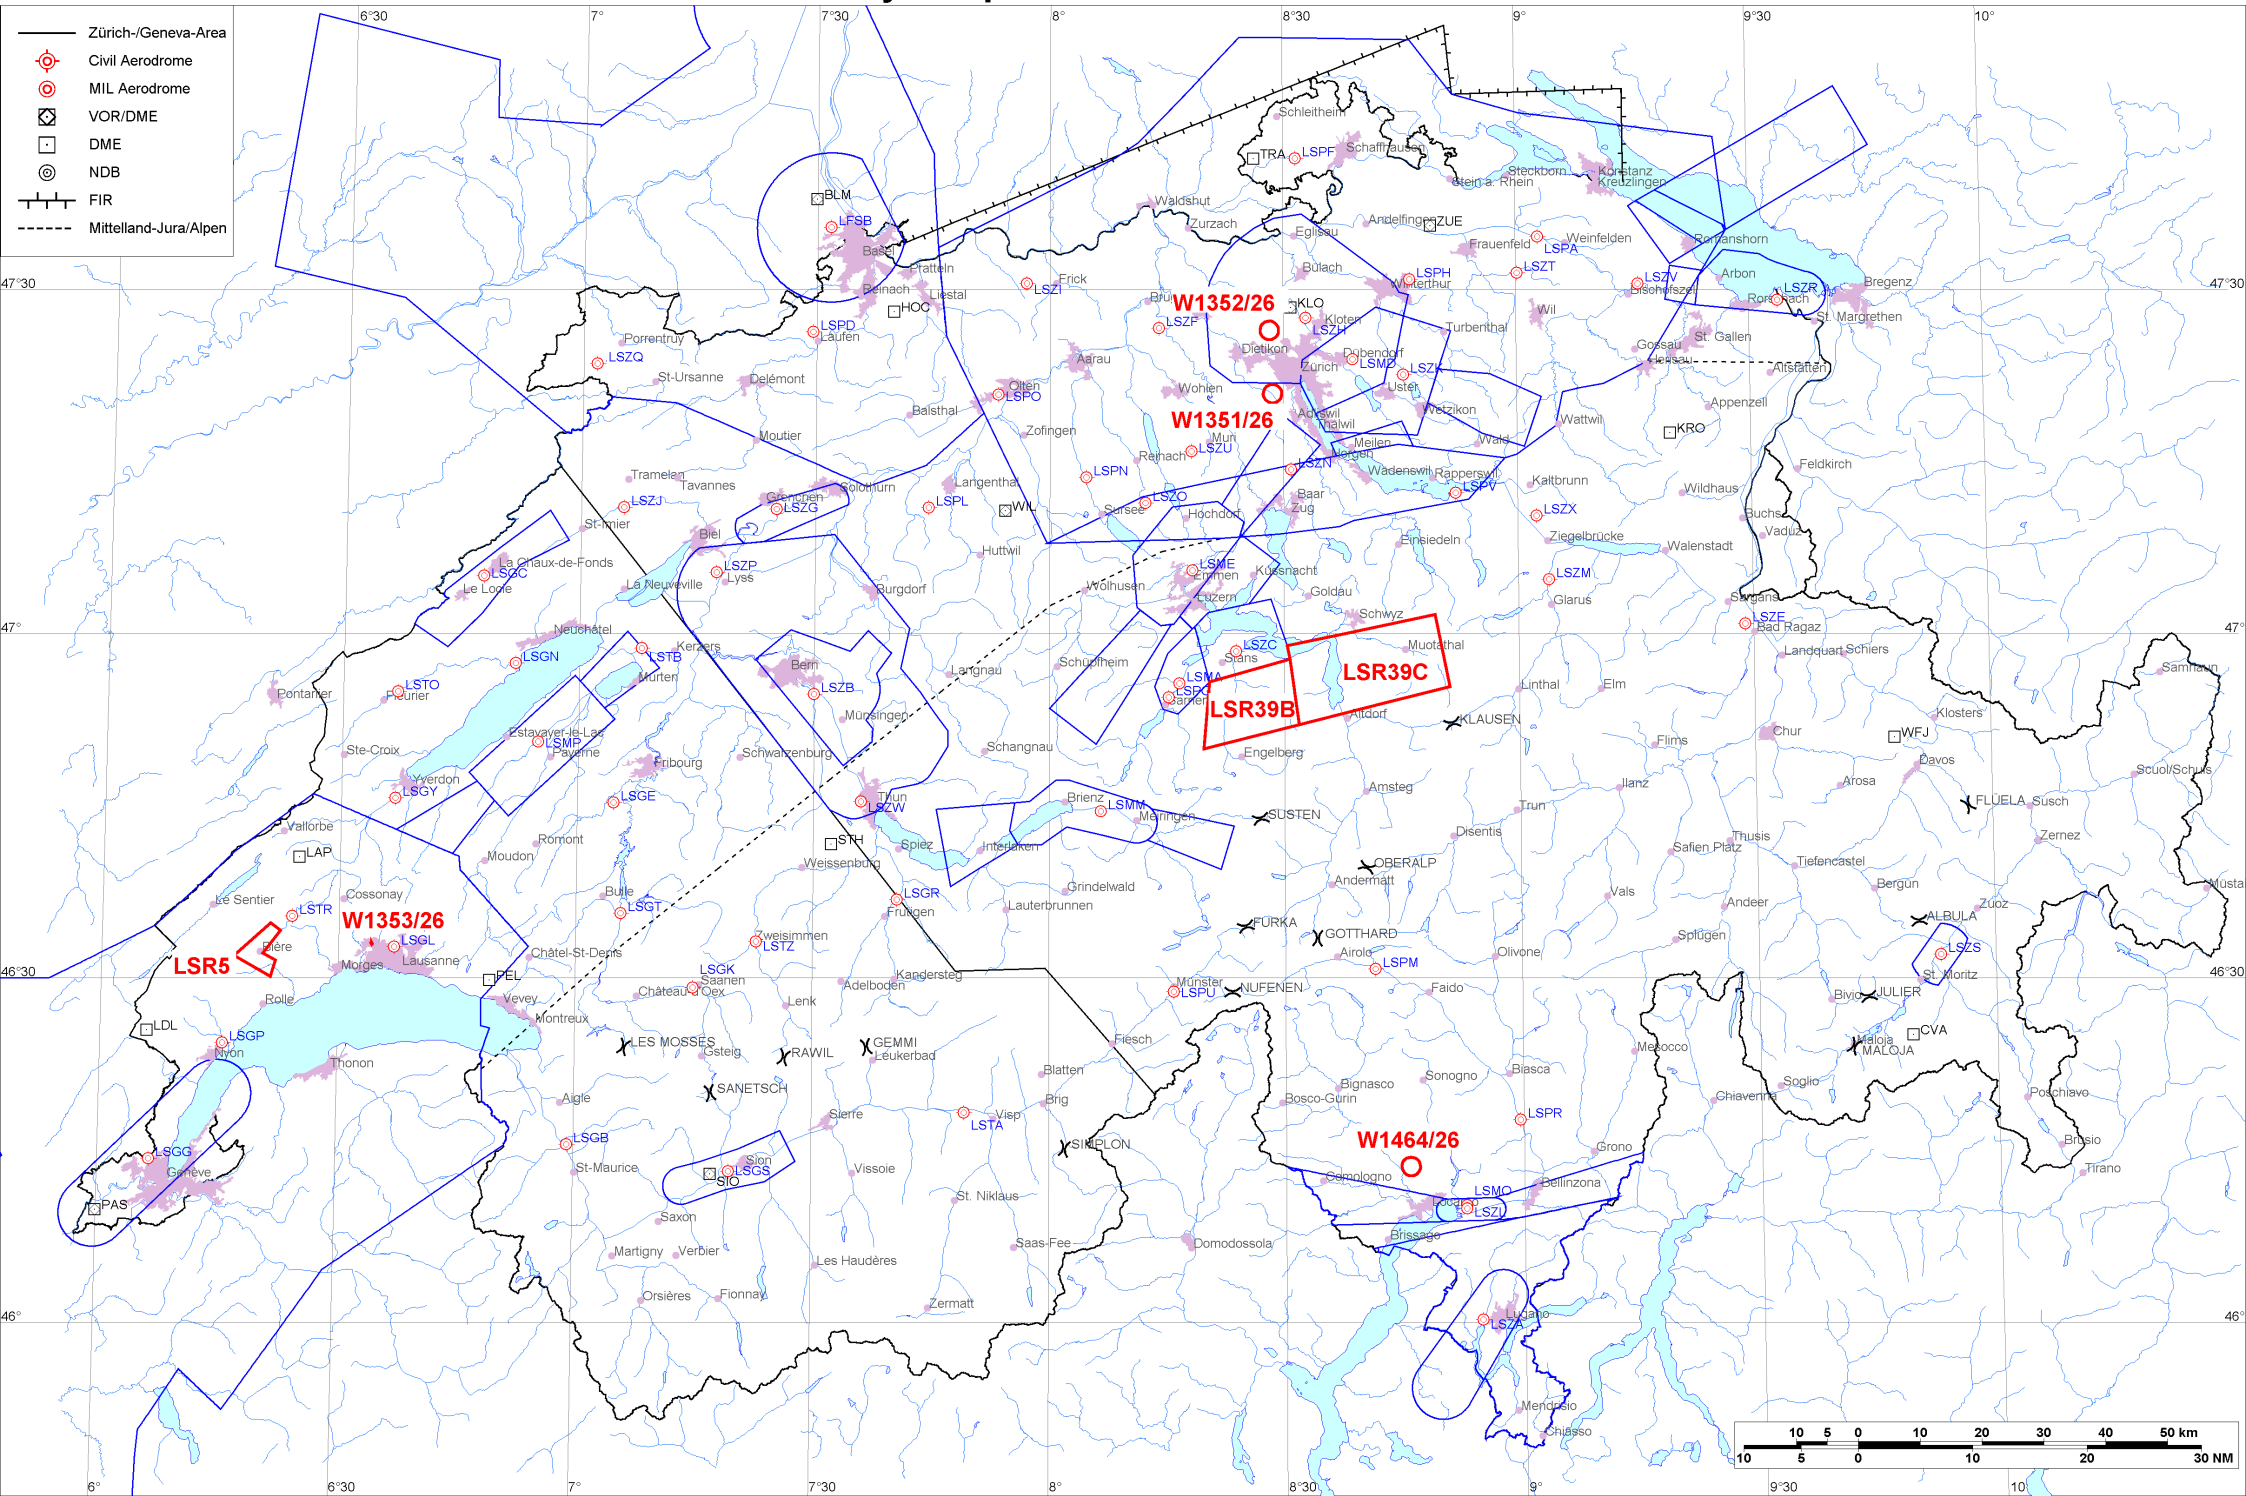 6°30
7°
7°30
8°
8°30
9°
9°30
10°
Zürich-/Geneva-Area
Civil Aerodrome
MIL Aerodrome
VOR/DME
DME
NDB
FIR
Mittelland-Jura/Alpen
Schleitheim
TRA
LSPF
Schaffhausen
Steckborn
Stein a. Rhein
Konstanz
Kreuzlingen
BLM
LFSB
Basel
Waldshut
Zurzach
Eglisau
Andelfingen
ZUE
Frauenfeld
LSPA
Weinfelden
Romanshorn
Pratteln
Reinach
Liestal
HOC
LSZI
Frick
Bülach
LSPH
Winterthur
LSZT
LSZV
Bischofszell
Arbon
LSZR
Rorschach
Bregenz
St. Margrethen
47°30
47°30
W1352/26
KLO
Kloten
LSZH
LSZF
Turbenthal
Wil
St. Gallen
Gossau
Herisau
Altstätten
LSPD
Laufen
Porrentruy
LSZQ
St-Ursanne
Delémont
Aarau
Dietikon
Zürich
Dübendorf
LSMD
LSZK
Uster
Wetzikon
Olten
LSPO
Balsthal
Wohlen
W1351/26
Adliswil
Thalwil
Wattwil
Appenzell
KRO
Moutier
Zofingen
Muri
LSZU
Reinach
Meilen
Horgen
Wald
Wädenswil
Rapperswil
LSPV
Kaltbrunn
Feldkirch
Wildhaus
Tramelan
Tavannes
LSPN
LSZN
LSZJ
Grenchen
LSZG
Solothurn
Langenthal
LSPL
WIL
Sursee
LSZO
Hochdorf
Baar
Zug
LSZX
Buchs
Vaduz
St-Imier
Biel
Huttwil
Einsiedeln
Ziegelbrücke
Walenstadt
La Chaux-de-Fonds
LSGC
Le Locle
La Neuveville
LSZP
Lyss
Burgdorf
Wolhusen
LSME
Emmen
Luzern
Küssnacht
Goldau
LSZM
Glarus
Sargans
LSZE
Bad Ragaz
Schwyz
47°
47°
Neuchâtel
LSGN
LSTB
Kerzers
Murten
Bern
LSZB
Langnau
Schüpfheim
Stans
LSZC
LSMA
LSPG
Sarnen
LSR39B
LSR39C
Muotathal
Altdorf
KLAUSEN
Linthal
Elm
Landquart
Schiers
Samnaun
Klosters
Pontarlier
LSTO
Fleurier
Münsingen
Estavayer-le-Lac
LSMP
Payerne
Ste-Croix
Schwarzenburg
Schangnau
Engelberg
Flims
Chur
WFJ
Davos
Arosa
Scuol/Schuls
Fribourg
Yverdon
LSGY
LSGE
Thun
LSZW
Brienz
LSMM
Meiringen
SUSTEN
Amsteg
Ilanz
Trun
FLÜELA
Susch
Zernez
Vallorbe
LAP
Romont
Moudon
STH
Spiez
Interlaken
Weissenburg
Disentis
Safien Platz
Thusis
Tiefencastel
OBERALP
Andermatt
Vals
Bergün
Andeer
Zuoz
ALBULA
Le Sentier
Cossonay
LSTR
W1353/26
LSGL
Lausanne
Morges
Bière
LSR5
Bulle
LSGT
LSGR
Frutigen
Grindelwald
Lauterbrunnen
FURKA
GOTTHARD
Airolo
LSPM
Olivone
Splügen
LSZS
St. Moritz
Zweisimmen
LSTZ
Châtel-St-Denis
PEL
Vevey
Montreux
46°30
46°30
LSGK
Saanen
Château-d'Oex
Lenk
Adelboden
Kandersteg
Münster
LSPU
NUFENEN
Faido
Bivio
JULIER
CVA
Maloja
MALOJA
Rolle
LDL
LSGP
Nyon
Thonon
LES MOSSES
Gsteig
RAWIL
GEMMI
Leukerbad
Fiesch
Blatten
Brig
Mesocco
Biasca
Sonogno
Bignasco
Bosco-Gurin
Soglio
Chiavenna
Poschiavo
SANETSCH
Aigle
Sierre
LSTA
Visp
SIMPLON
LSPR
W1464/26
Grono
Brusio
Tirano
LSGG
Genève
PAS
LSGB
St-Maurice
Sion
LSGS
SIO
Vissoie
St. Niklaus
Comologno
Locarno
LSMO
LSZL
Bellinzona
Brissago
Saxon
Martigny
Verbier
Les Haudères
Saas-Fee
Domodossola
Orsières
Fionnay
Zermatt
46°
46°
Lugano
LSZA
Mendrisio
Chiasso
10 5 0 10 20 30 40 50 km
10 5 0 10 20 30 NM
6°
6°30
7°
7°30
8°
8°30
9°
9°30
10°